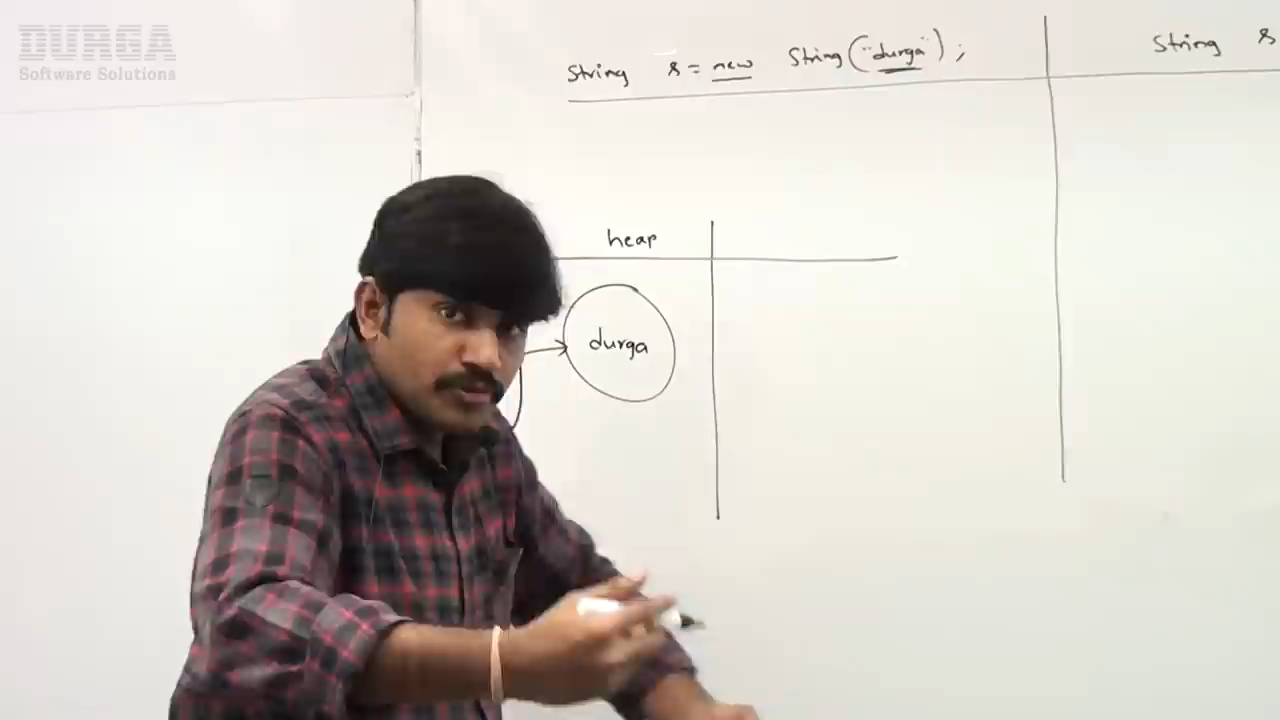 DURGA
Software Solutions
String s = new String("durga");
String s
heap
durga